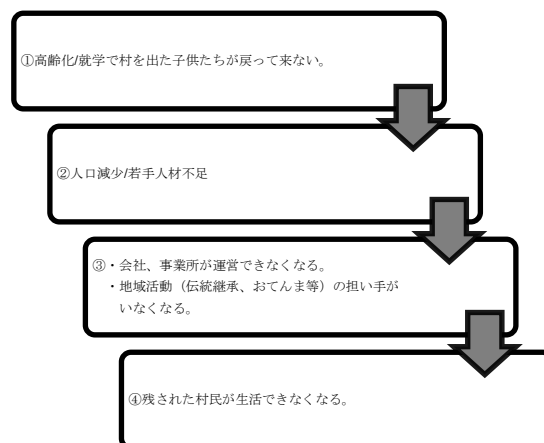 ①高齢化/就学で村を出た子供たちが戻って来ない。
②人口減少/若手人材不足
③・会社、事業所が運営できなくなる。
・地域活動（伝統継承、おてんま等）の担い手が
いなくなる。
④残された村民が生活できなくなる。